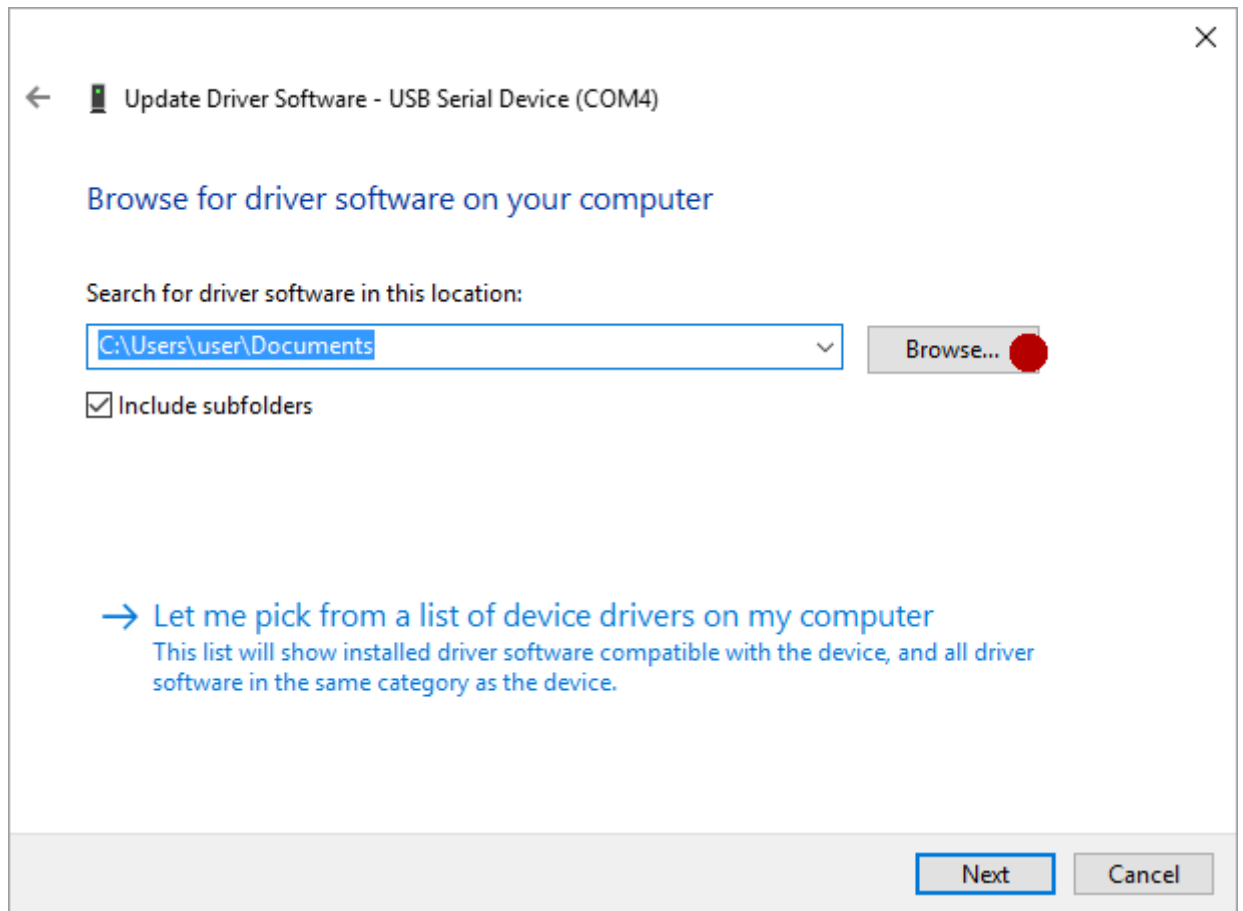 Update Driver Software - USB Serial Device (COM4)
Browse for driver software on your computer
Search for driver software in this location:
C:\Users\user\Documents
Browse...
Include subfolders
Let me pick from a list of device drivers on my computer
This list will show installed driver software compatible with the device, and all driver
software in the same category as the device.
Next
Cancel